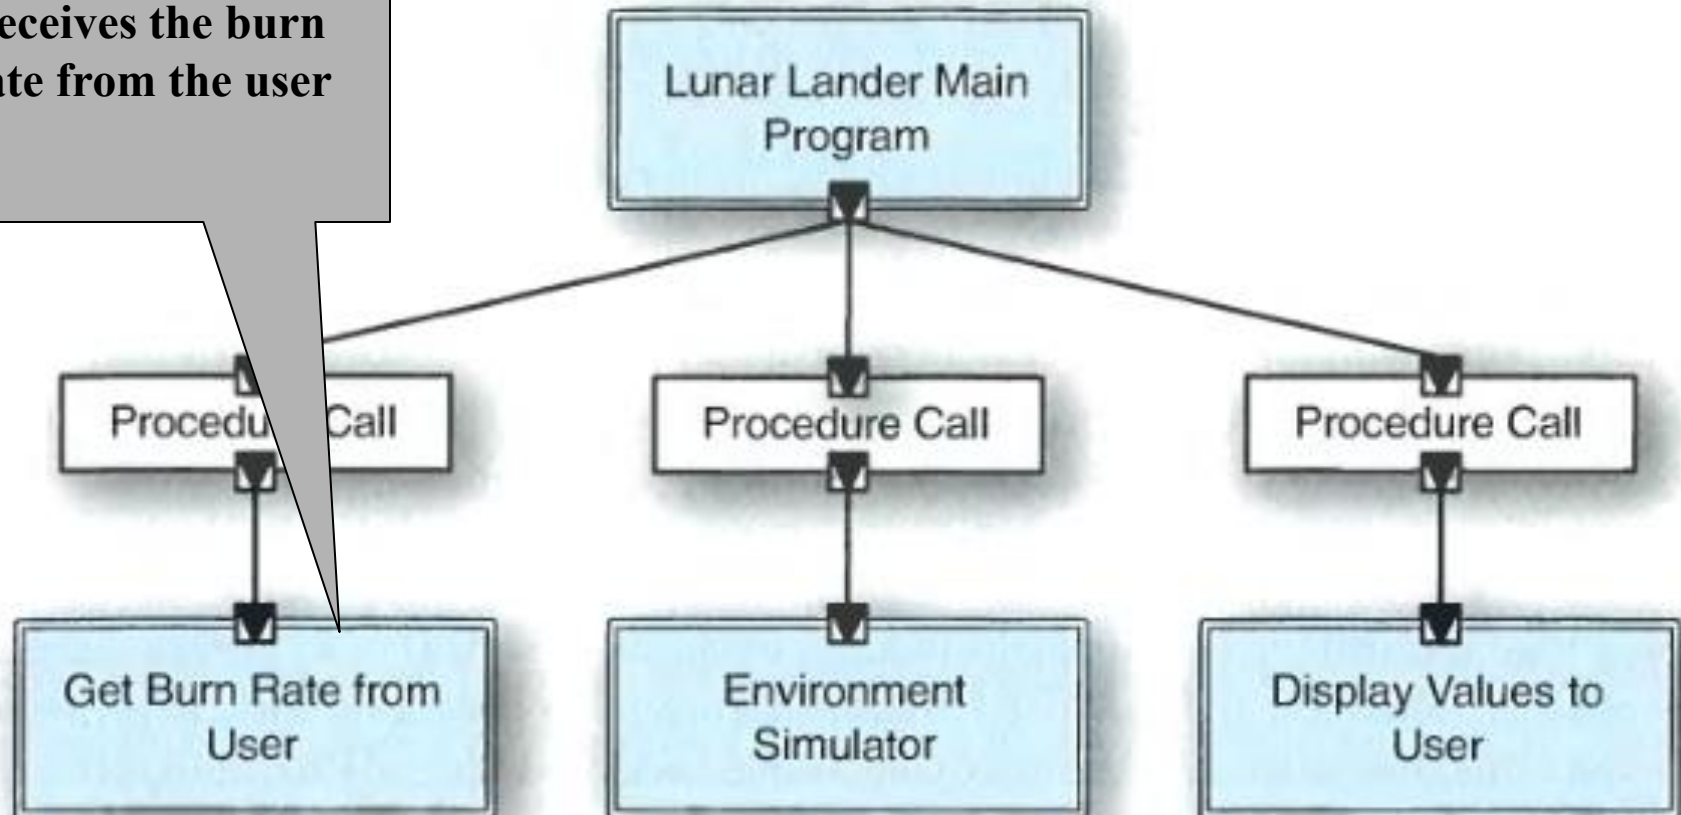 eceives the burn
ate from the user
Lunar Lander Main
Program
Procedu Call
Procedure Call
Procedure Call
Get Burn Rate from
User
Environment
Simulator
Display Values to
User